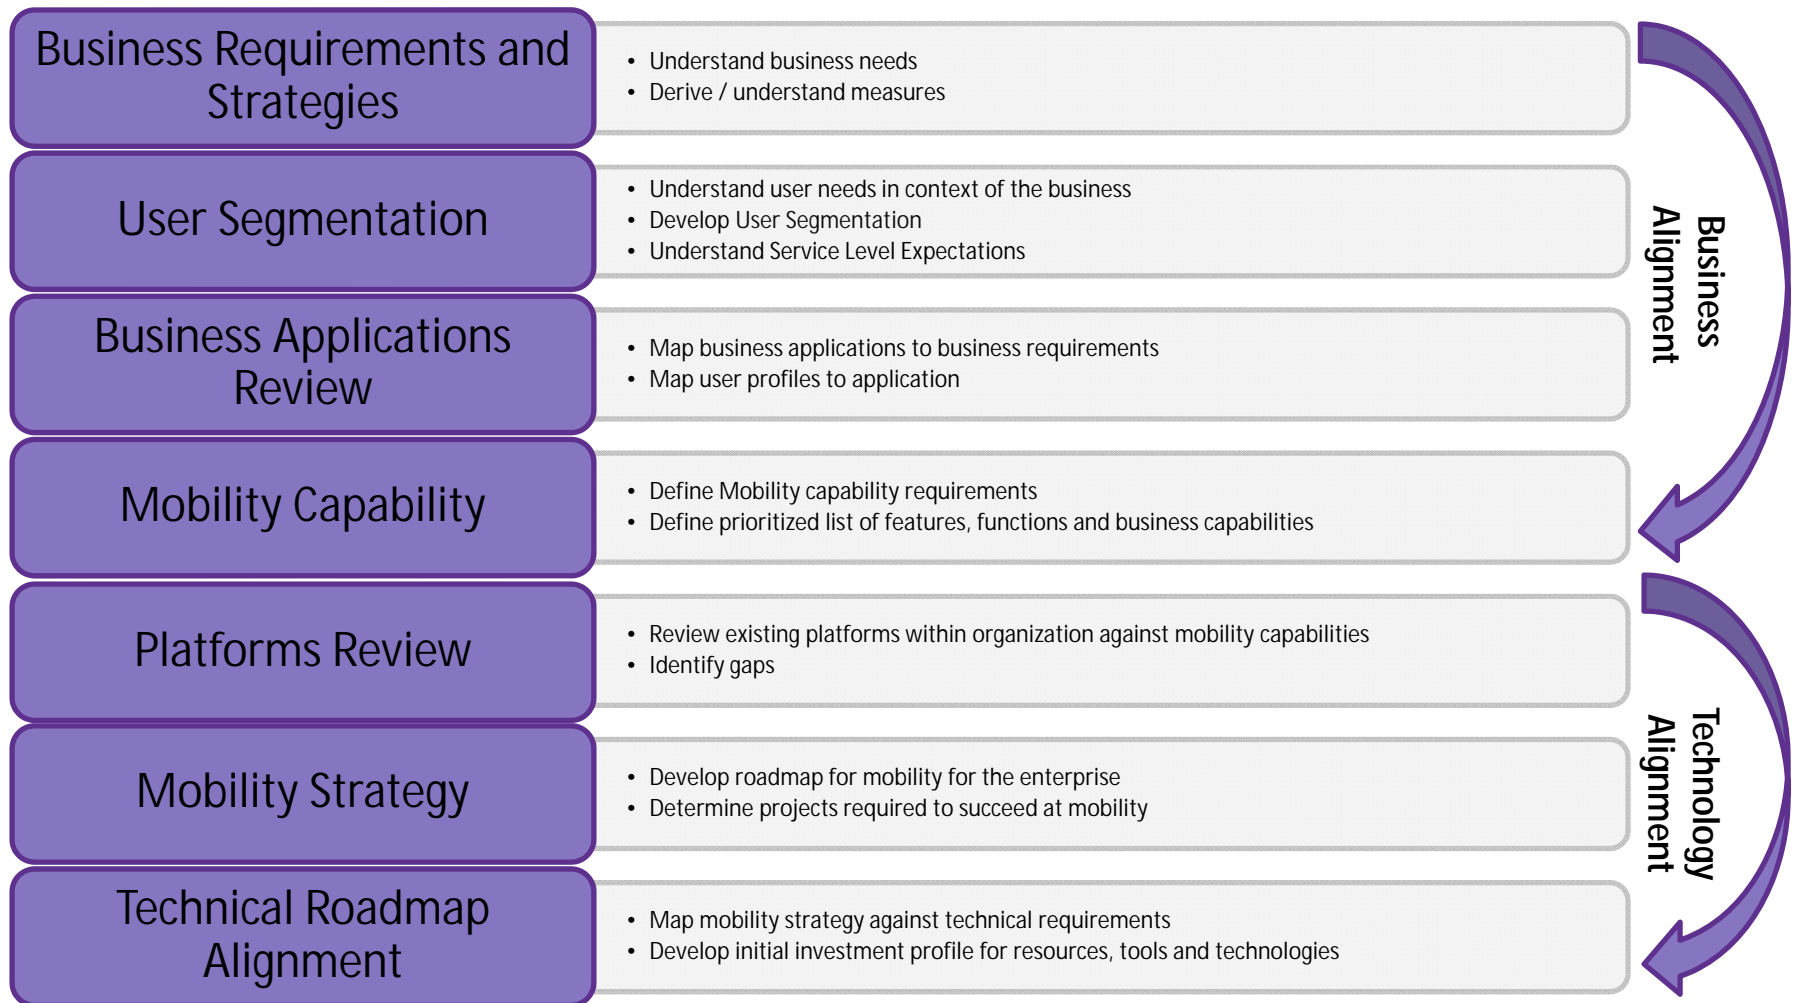 Business Requirements and
Strategies
• Understand business needs
• Derive / understand measures
User Segmentation
• Understand user needs in context of the business
• Develop User Segmentation
• Understand Service Level Expectations
Business Applications
Review
• Map business applications to business requirements
• Map user profiles to application
Mobility Capability
• Define Mobility capability requirements
• Define prioritized list of features, functions and business capabilities
Business
Alignment
Platforms Review
• Review existing platforms within organization against mobility capabilities
• Identify gaps
Mobility Strategy
• Develop roadmap for mobility for the enterprise
• Determine projects required to succeed at mobility
Technical Roadmap
Alignment
• Map mobility strategy against technical requirements
• Develop initial investment profile for resources, tools and technologies
Technology
Alignment